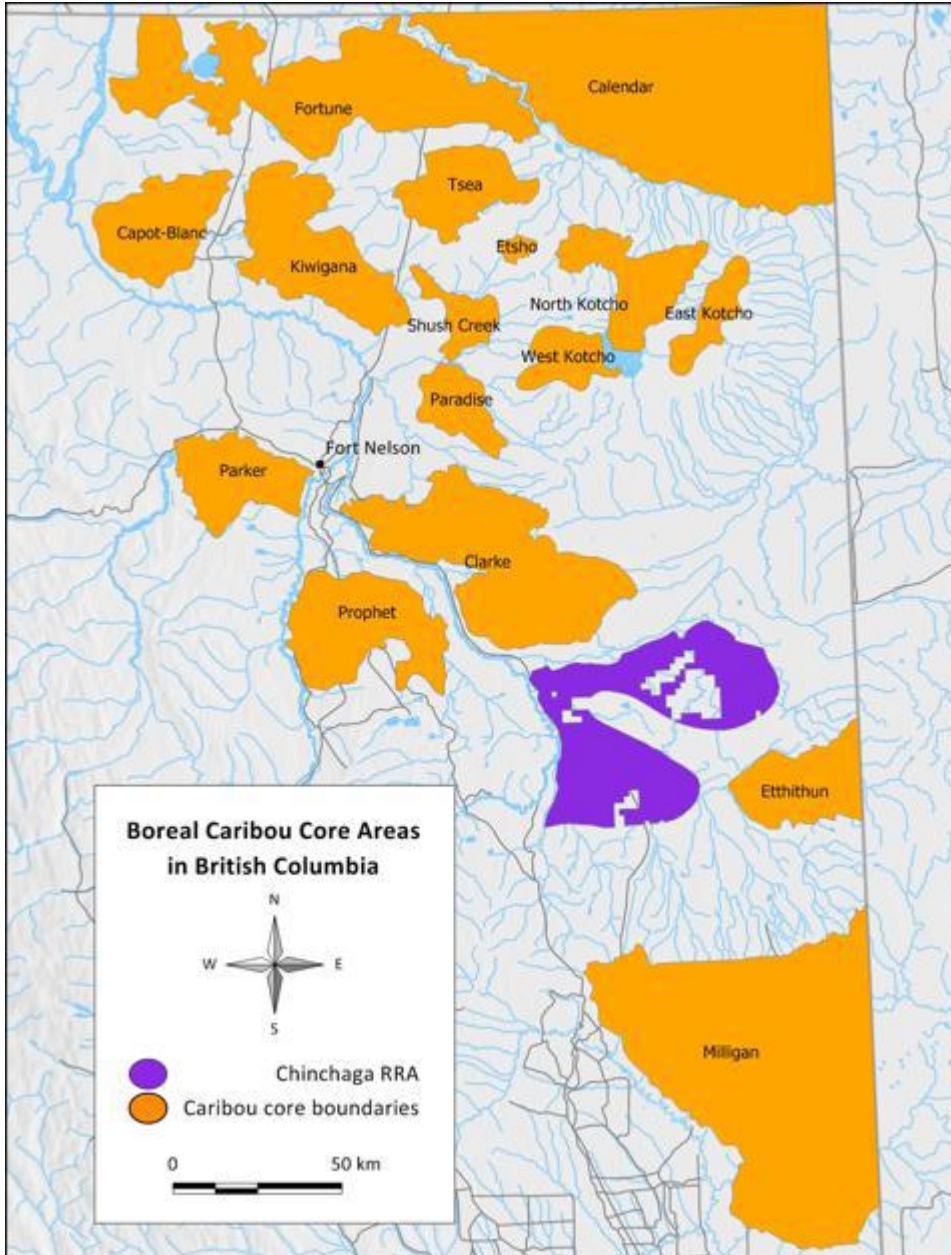 Calendar
Fortune
Tsea
Capot-Blanc
Etsho
Kiwigana
North Kotcho
East Kotcho
Shush Creek
West Kotcho
Paradise
Fort Nelson
Parker
Clarke
Prophet
Etthithun
Milligan
Boreal Caribou Core Areas
in British Columbia
N
W E
S
Chinchaga RRA
Caribou core boundaries
0 50 km